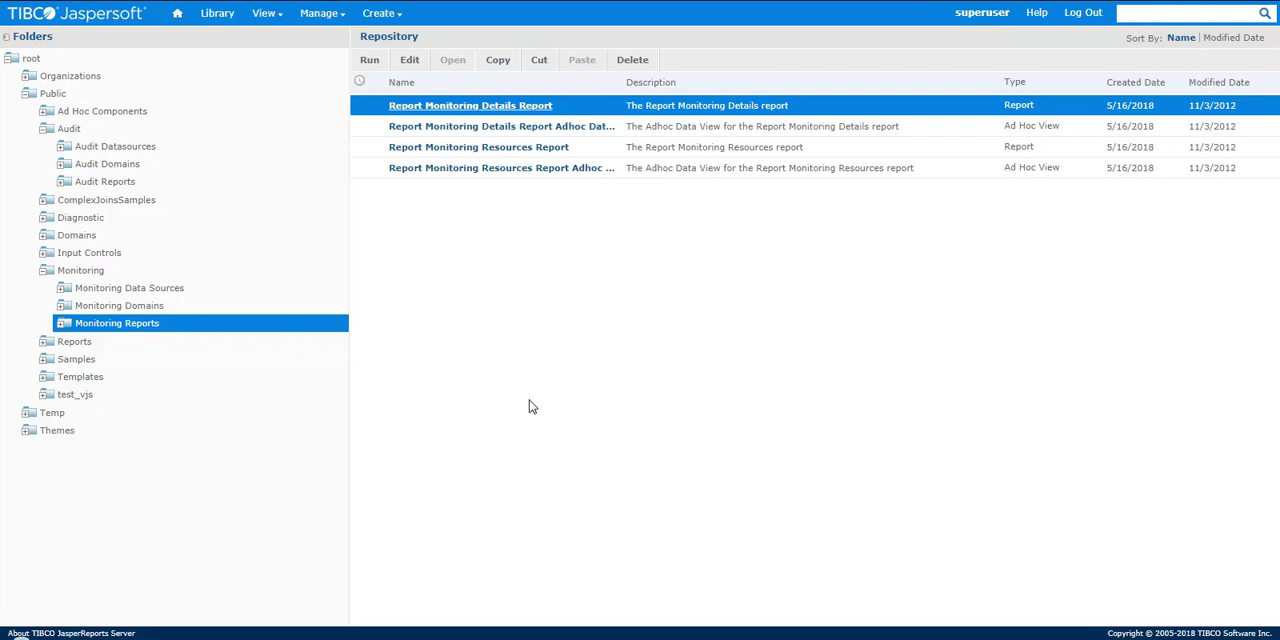 TIBCO Jaspersoft® Library View Manage Create superuser Help Log Out
Folders
Repository
Sort By: Name | Modified Date
root
Organizations
Public
Ad Hoc Components
Audit
Audit Datasources
Audit Domains
Audit Reports
ComplexJoinsSamples
Diagnostic
Domains
Input Controls
Monitoring
Monitoring Data Sources
Monitoring Domains
Monitoring Reports
Reports
Samples
Templates
test_vjs
Temp
Themes
Run Edit Open Copy Cut Paste Delete
Name Description Type Created Date Modified Date
Report Monitoring Details Report The Report Monitoring Details report Report 5/16/2018 11/3/2012
Report Monitoring Details Report Adhoc Dat... The Adhoc Data View for the Report Monitoring Details report Ad Hoc View 5/16/2018 11/3/2012
Report Monitoring Resources Report The Report Monitoring Resources report Report 5/16/2018 11/3/2012
Report Monitoring Resources Report Adhoc ... The Adhoc Data View for the Report Monitoring Resources report Ad Hoc View 5/16/2018 11/3/2012
About TIBCO JasperReports Server
Copyright © 2005-2018 TIBCO Software Inc.